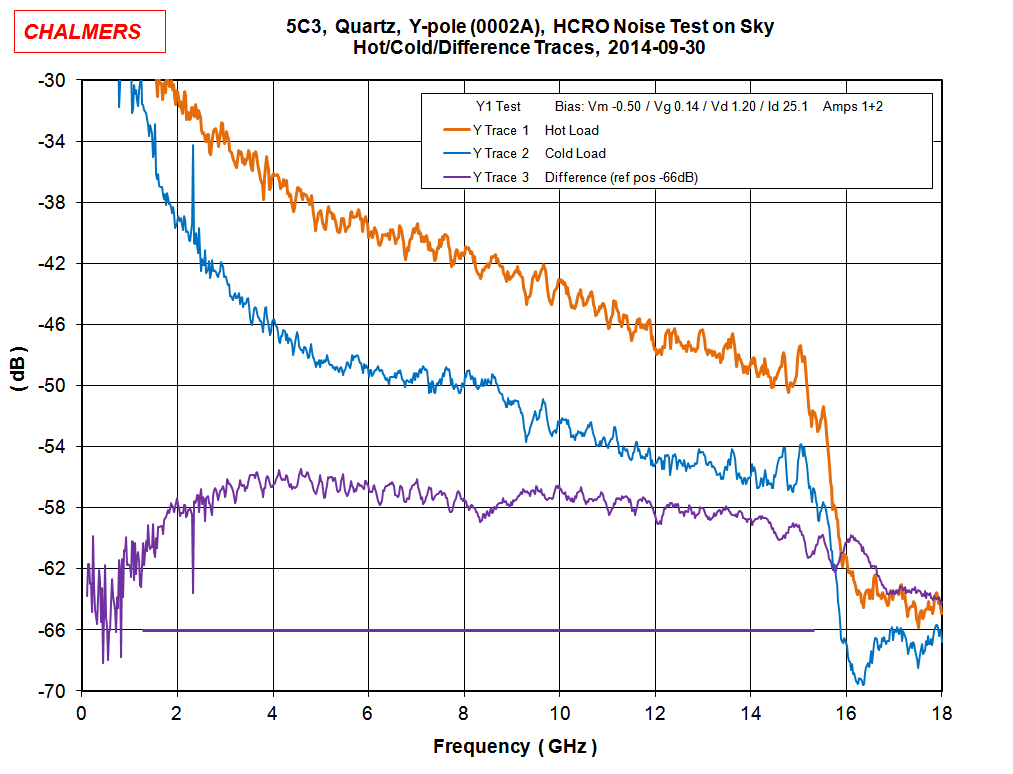 CHALMERS
5C3, Quartz, Y-pole (0002A), HCRO Noise Test on Sky
Hot/Cold/Difference Traces, 2014-09-30
Y1 Test Bias: Vm -0.50 / Vg 0.14 / Vd 1.20 / Id 25.1 Amps 1+2
Y Trace 1 Hot Load
Y Trace 2 Cold Load
Y Trace 3 Difference (ref pos -66dB)
-30
-34
-38
-42
-46
-50
-54
-58
-62
-66
-70
( dB )
0 2 4 6 8 10 12 14 16 18
Frequency ( GHz )